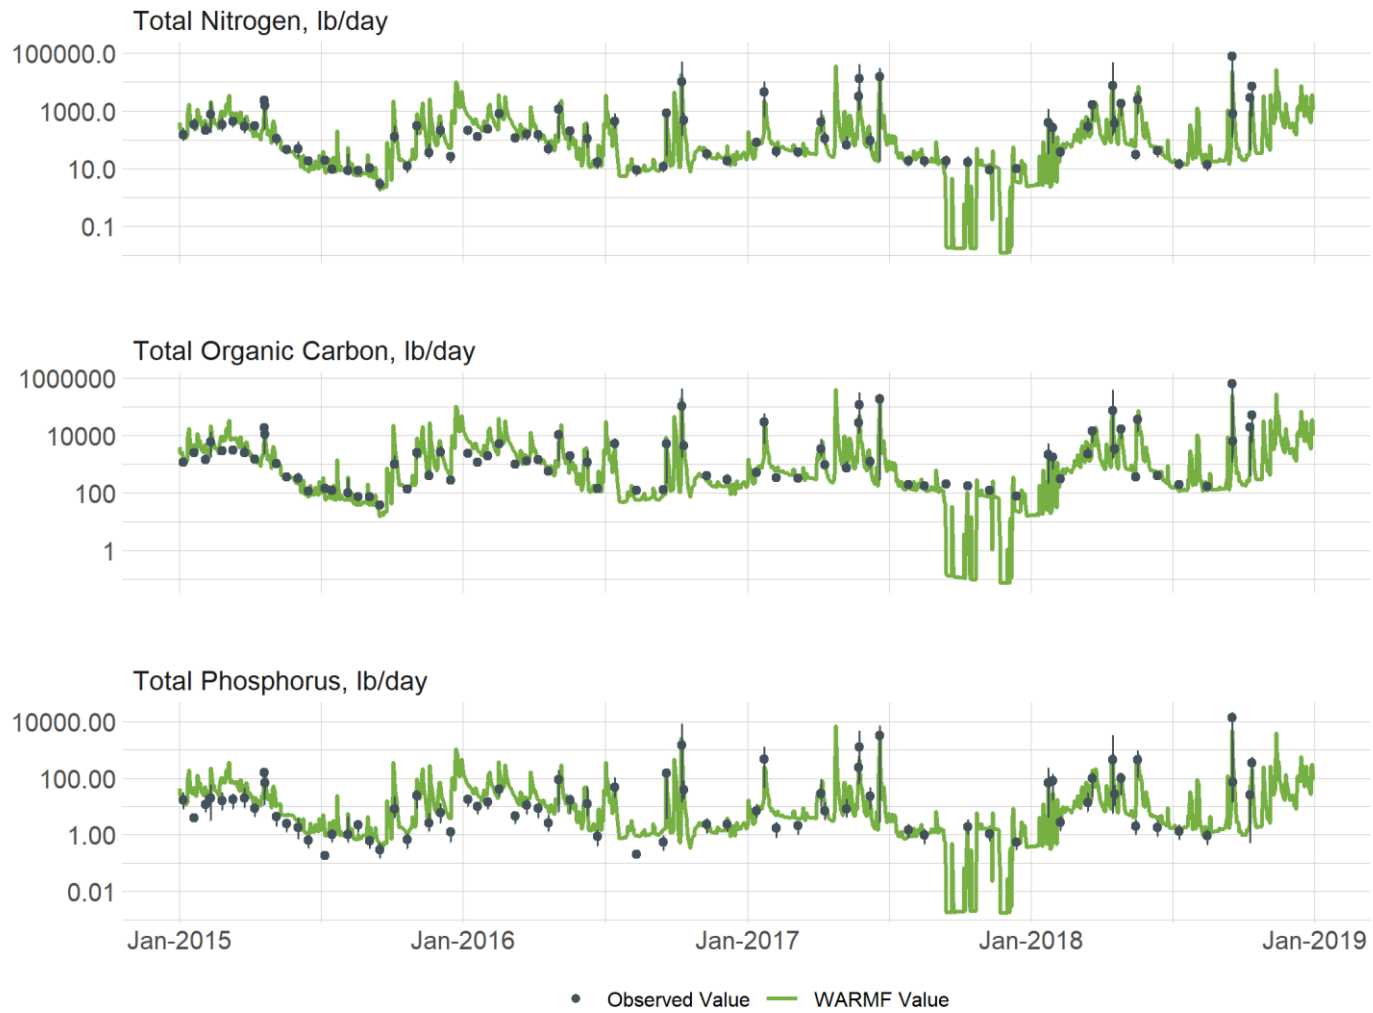 Total Nitrogen, lb/day
100000.0
1000.0
10.0
0.1
Total Organic Carbon, lb/day
1000000
10000
100
1
Total Phosphorus, lb/day
10000.00
100.00
1.00
0.01
Jan-2015 Jan-2016 Jan-2017 Jan-2018 Jan-2019
Observed Value WARMF Value